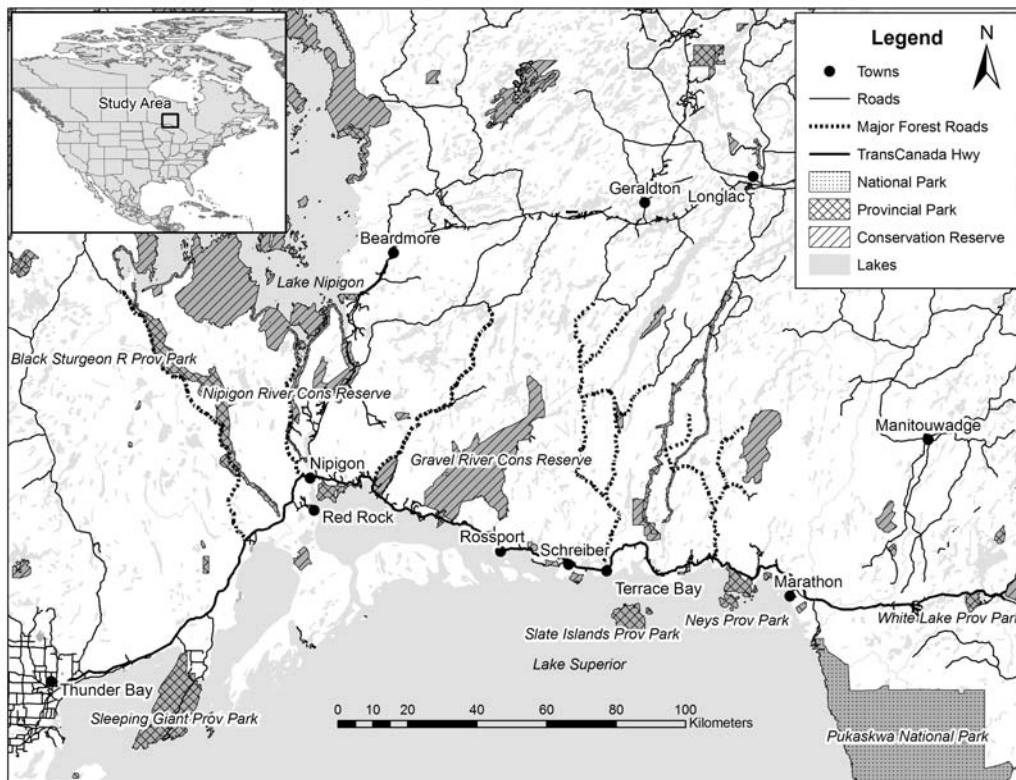 Study Area
Legend
N
Towns
Roads
Major Forest Roads
TransCanada Hwy
National Park
Provincial Park
Conservation Reserve
Lakes
Geraldton
Longlac
Beardmore
Lake Nipigon
Black Sturgeon R Prov Park
Nipigon River Cons Reserve
Manitouwadge
Nipigon
Gravel River Cons Reserve
Red Rock
Rossport
Schreiber
Terrace Bay
Marathon
Neys Prov Park
White Lake Prov Park
Slate Islands Prov Park
Lake Superior
Thunder Bay
Sleeping Giant Prov Park
0 5 10 20 40 60 80 100
Kilometers
Pukaskwa National Park